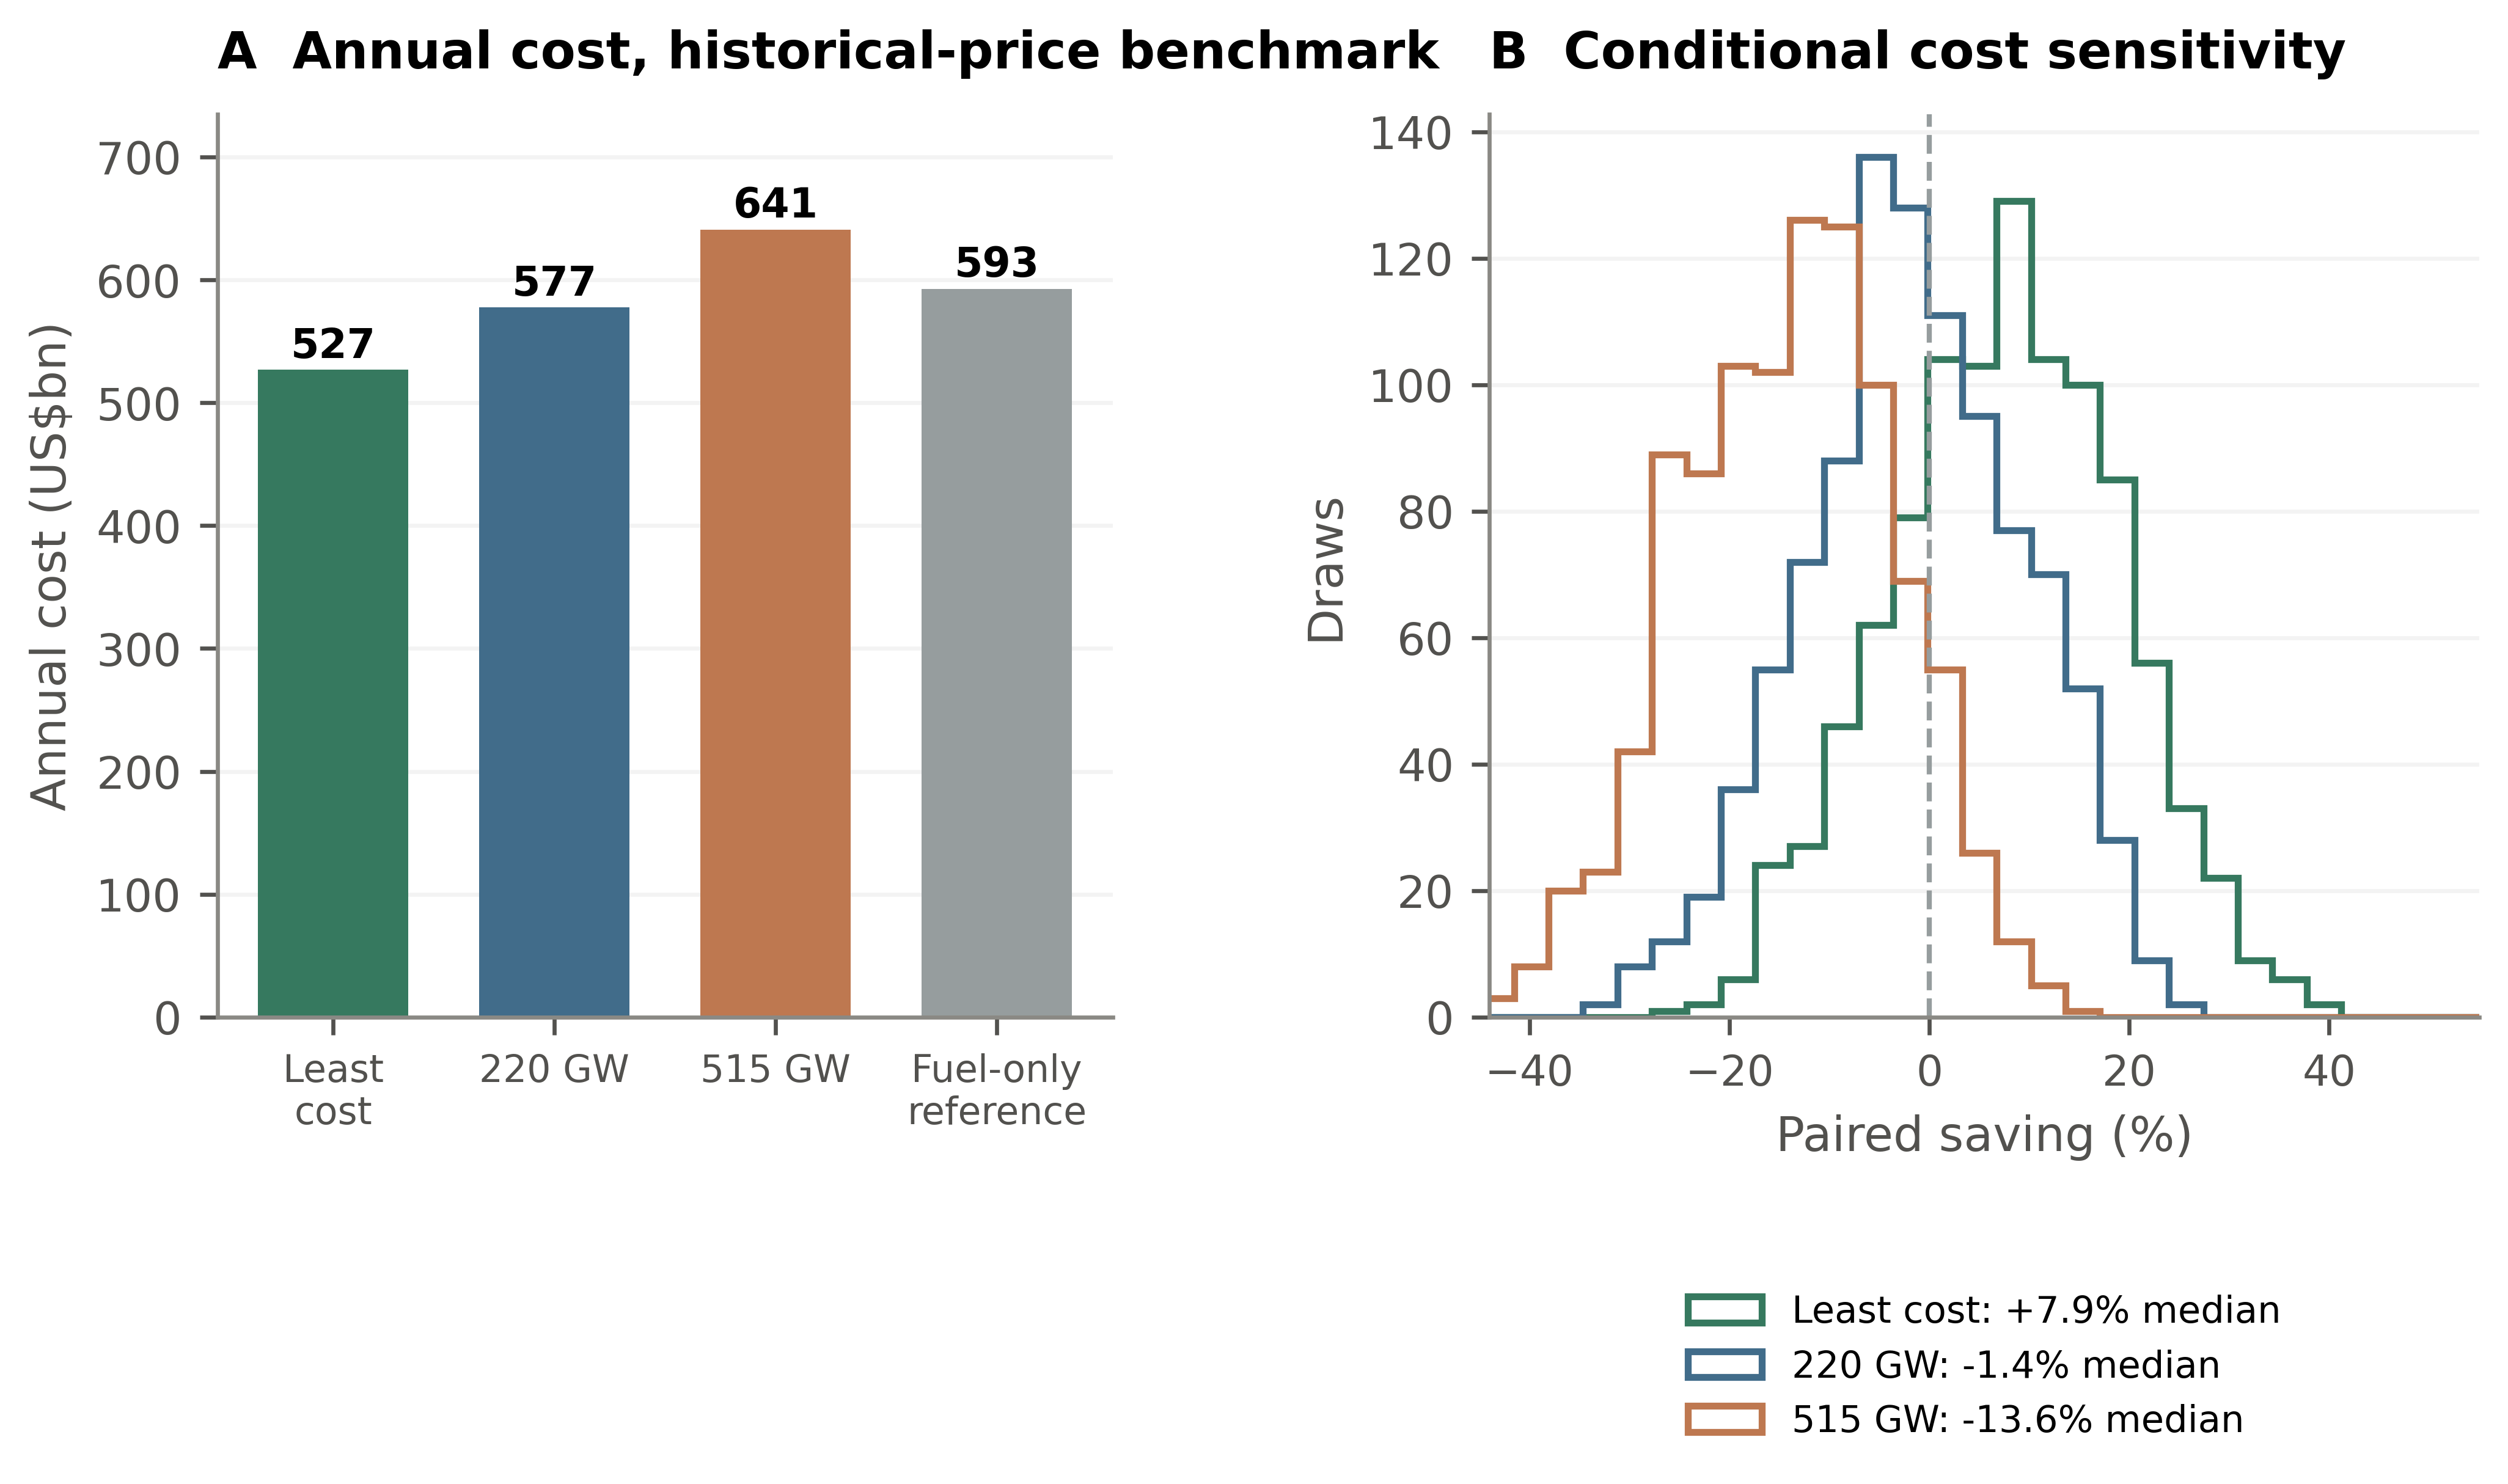 A  Annual cost, historical-price benchmark
Annual cost (US$bn)
700
600
500
400
300
200
100
0
527
577
641
593
Least
cost
220 GW
515 GW
Fuel-only
reference
B  Conditional cost sensitivity
Draws
140
120
100
80
60
40
20
0
−40
−20
0
20
40
Paired saving (%)
Least cost: +7.9% median
220 GW: -1.4% median
515 GW: -13.6% median